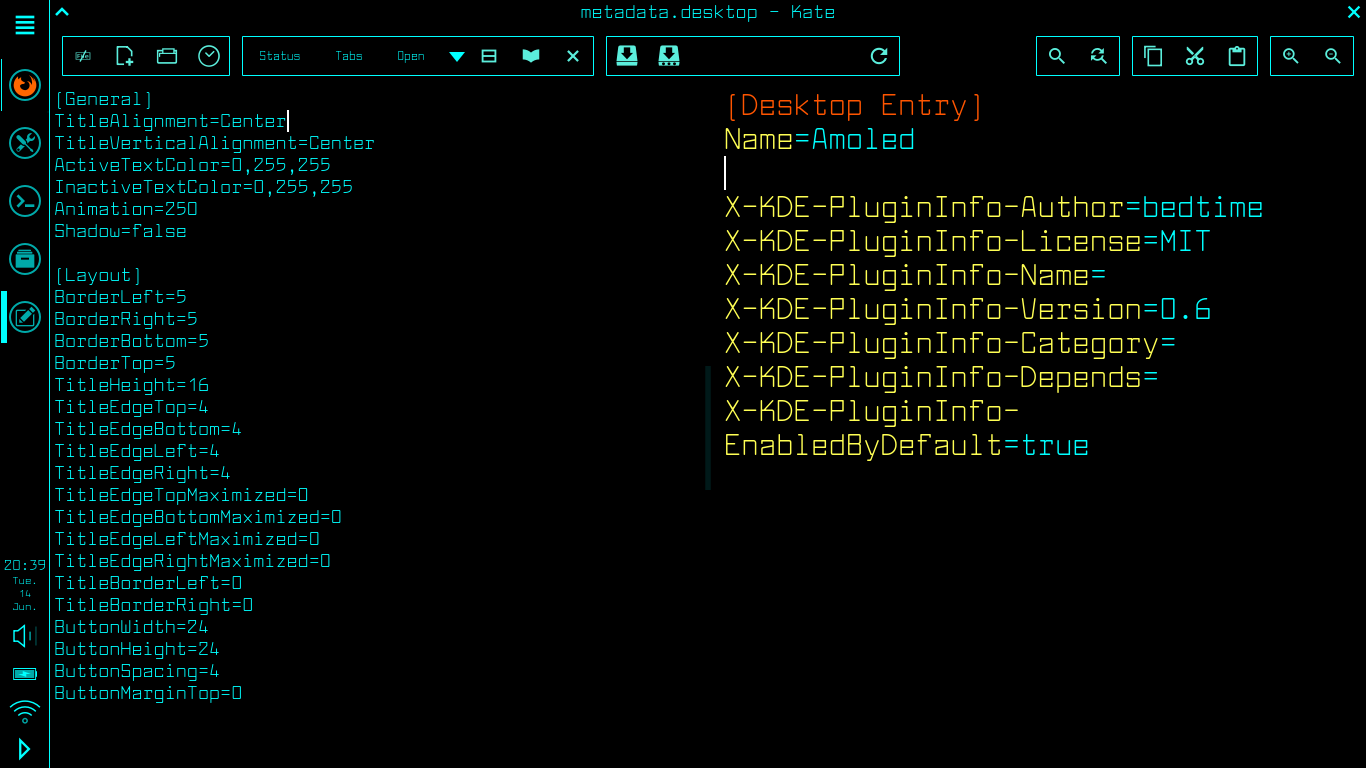 metadata.desktop - Kate
Status Tabs Open
[General]
TitleAlignment=Center
TitleVerticalAlignment=Center
ActiveTextColor=0,255,255
InactiveTextColor=0,255,255
Animation=250
Shadow=false
[Layout]
BorderLeft=5
BorderRight=5
BorderBottom=5
BorderTop=5
TitleHeight=16
TitleEdgeTop=4
TitleEdgeBottom=4
TitleEdgeLeft=4
TitleEdgeRight=4
TitleEdgeTopMaximized=0
TitleEdgeBottomMaximized=0
TitleEdgeLeftMaximized=0
TitleEdgeRightMaximized=0
TitleBorderLeft=0
TitleBorderRight=0
ButtonWidth=24
ButtonHeight=24
ButtonSpacing=4
ButtonMarginTop=0
[Desktop Entry]
Name=Amoled
X-KDE-PluginInfo-Author=bedtime
X-KDE-PluginInfo-License=MIT
X-KDE-PluginInfo-Name=
X-KDE-PluginInfo-Version=0.6
X-KDE-PluginInfo-Category=
X-KDE-PluginInfo-Depends=
X-KDE-PluginInfo-
EnabledByDefault=true
20:39
Tue.
14
Jun.